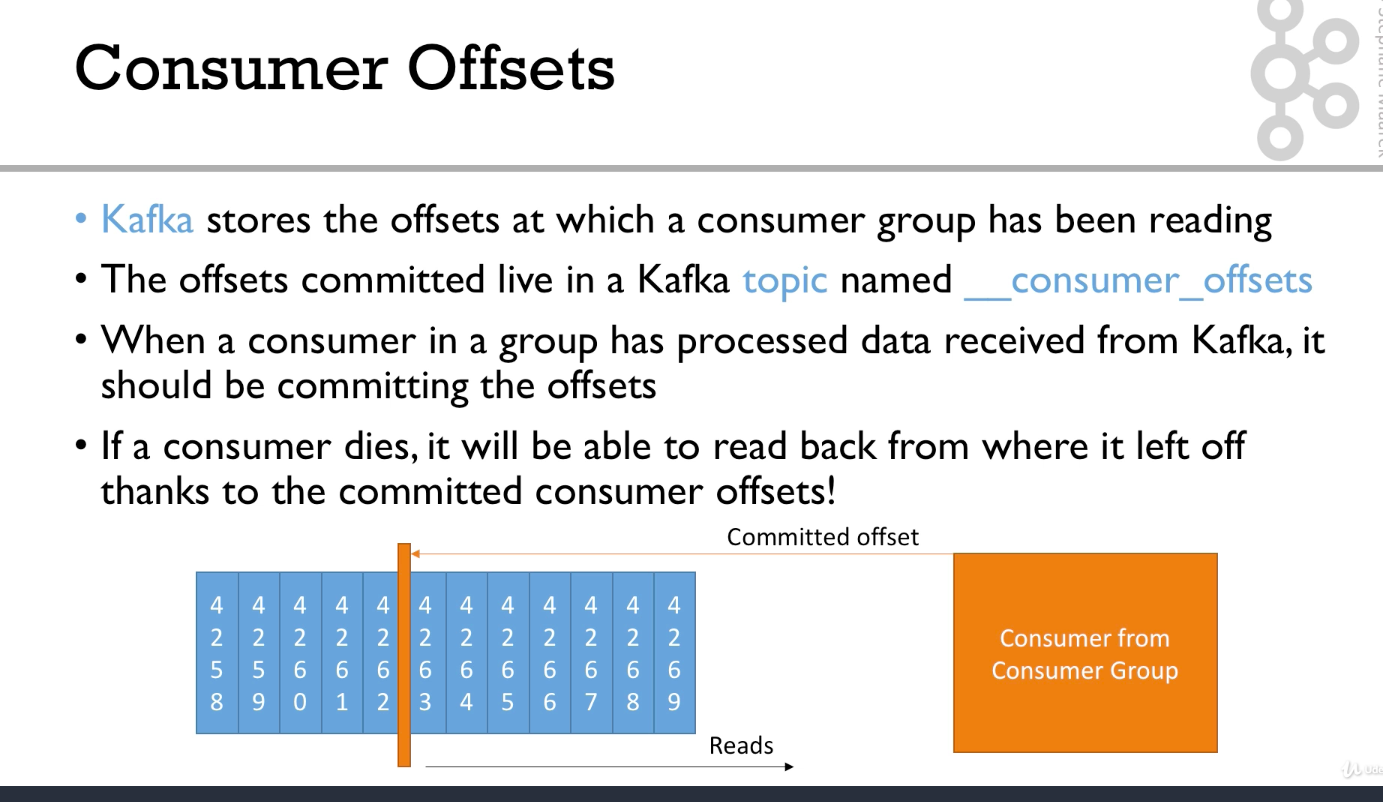 Consumer Offsets
• Kafka stores the offsets at which a consumer group has been reading
• The offsets committed live in a Kafka topic named __consumer_offsets
• When a consumer in a group has processed data received from Kafka, it
should be committing the offsets
• If a consumer dies, it will be able to read back from where it left off
thanks to the committed consumer offsets!
Committed offset
4258 4259 4260 4261 4262 4263 4264 4265 4266 4267 4268 4269
Consumer from
Consumer Group
Reads